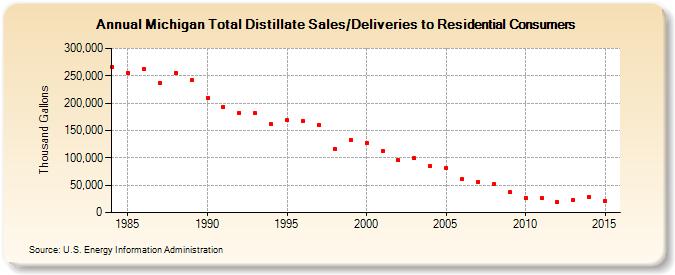 Annual Michigan Total Distillate Sales/Deliveries to Residential Consumers
Thousand Gallons
300,000
250,000
200,000
150,000
100,000
50,000
0
1985 1990 1995 2000 2005 2010 2015
Source: U.S. Energy Information Administration